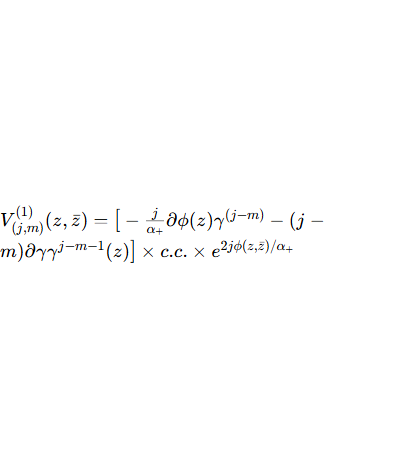 $V^{(1)}_{(j,m)}(z,\bar{z}) = \big[ - \frac{j}{\alpha_+} \partial\phi(z)\gamma^{(j-m)} - (j -$
$m)\partial\gamma\gamma^{j-m-1}(z) \big] \times c.c. \times e^{2j\phi(z,\bar{z})/\alpha_+}$